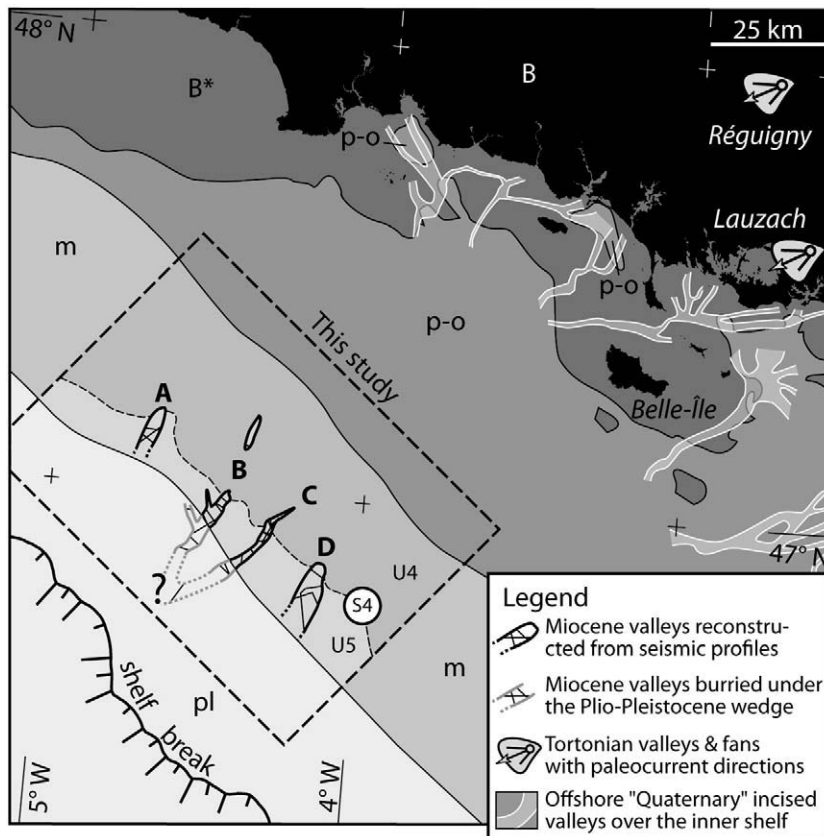 48° N
25 km
B
B*
Réguigny
p-o
Lauzach
m
p-o
p-o
This study
A
Belle-Île
B
C
47° N
D
?
U4
S4
U5
m
shelf break
pl
5° W
4° W
Legend
Miocene valleys reconstru-
cted from seismic profiles
Miocene valleys burried under
the Plio-Pleistocene wedge
Tortonian valleys & fans
with paleocurrent directions
Offshore "Quaternary" incised
valleys over the inner shelf